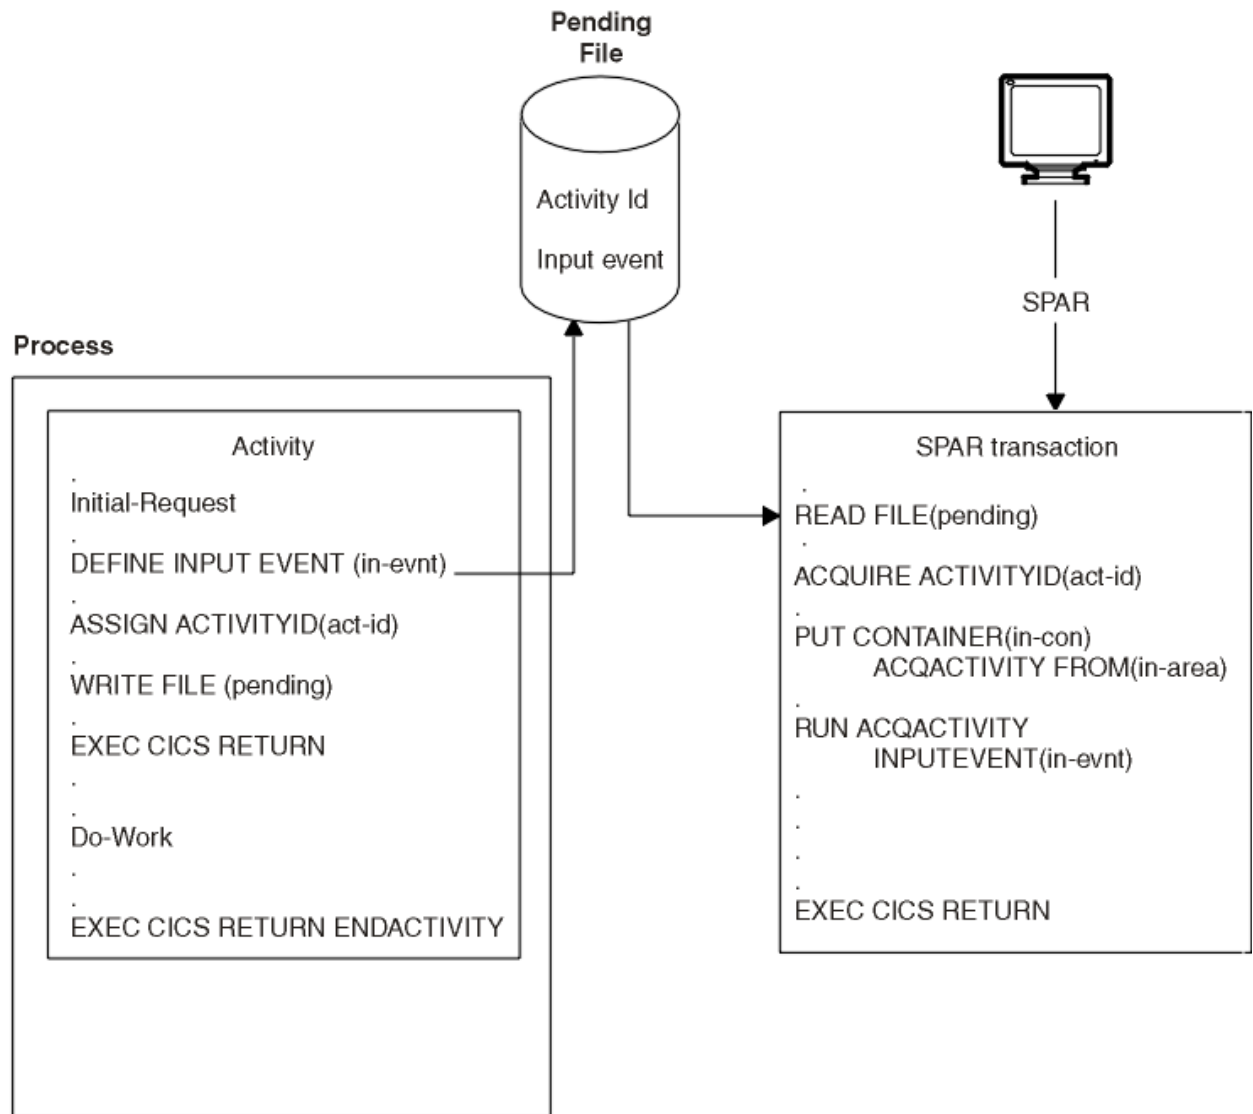 Pending
File
Activity Id
Input event
SPAR
Process
Activity
.
Initial-Request
.
DEFINE INPUT EVENT (in-evnt)
.
ASSIGN ACTIVITYID(act-id)
.
WRITE FILE (pending)
.
EXEC CICS RETURN
.
.
Do-Work
.
.
EXEC CICS RETURN ENDACTIVITY
SPAR transaction
.
READ FILE(pending)
.
ACQUIRE ACTIVITYID(act-id)
.
PUT CONTAINER(in-con)
ACQACTIVITY FROM(in-area)
.
RUN ACQACTIVITY
INPUTEVENT(in-evnt)
.
.
.
.
EXEC CICS RETURN